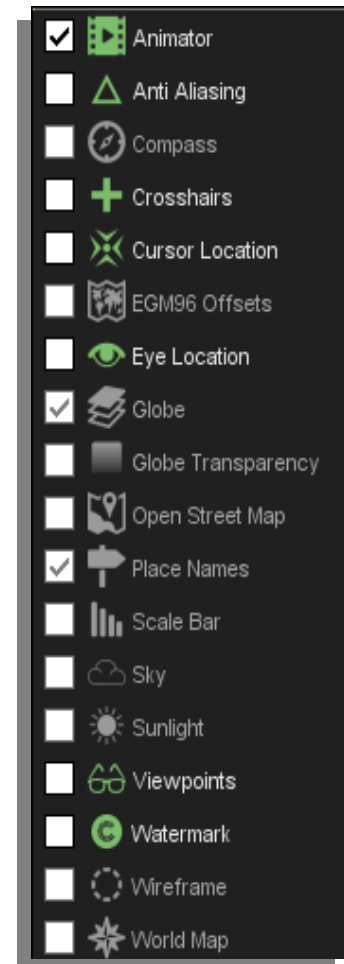 Animator
Anti Aliasing
Compass
Crosshairs
Cursor Location
EGM96 Offsets
Eye Location
Globe
Globe Transparency
Open Street Map
Place Names
Scale Bar
Sky
Sunlight
Viewpoints
Watermark
Wireframe
World Map